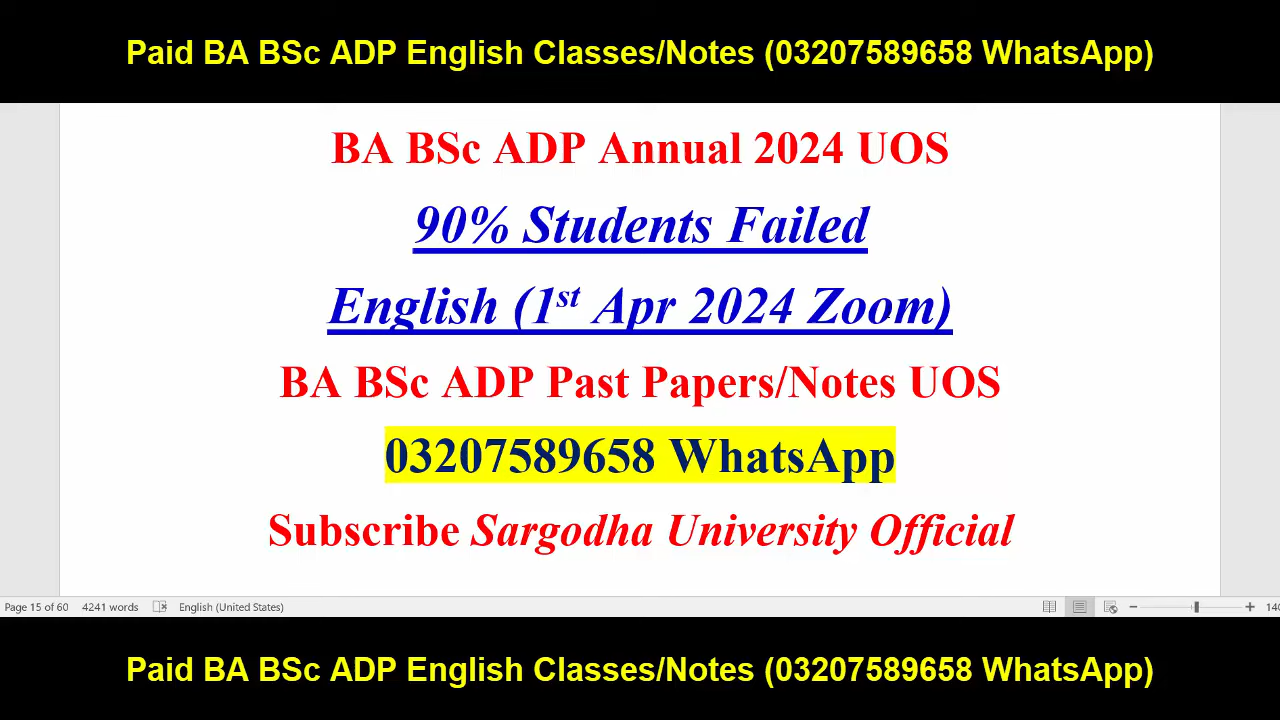 Paid BA BSc ADP English Classes/Notes (03207589658 WhatsApp)
BA BSc ADP Annual 2024 UOS
90% Students Failed
English (1st Apr 2024 Zoom)
BA BSc ADP Past Papers/Notes UOS
03207589658 WhatsApp
Subscribe Sargodha University Official
Page 15 of 60 4241 words English (United States) 140
Paid BA BSc ADP English Classes/Notes (03207589658 WhatsApp)